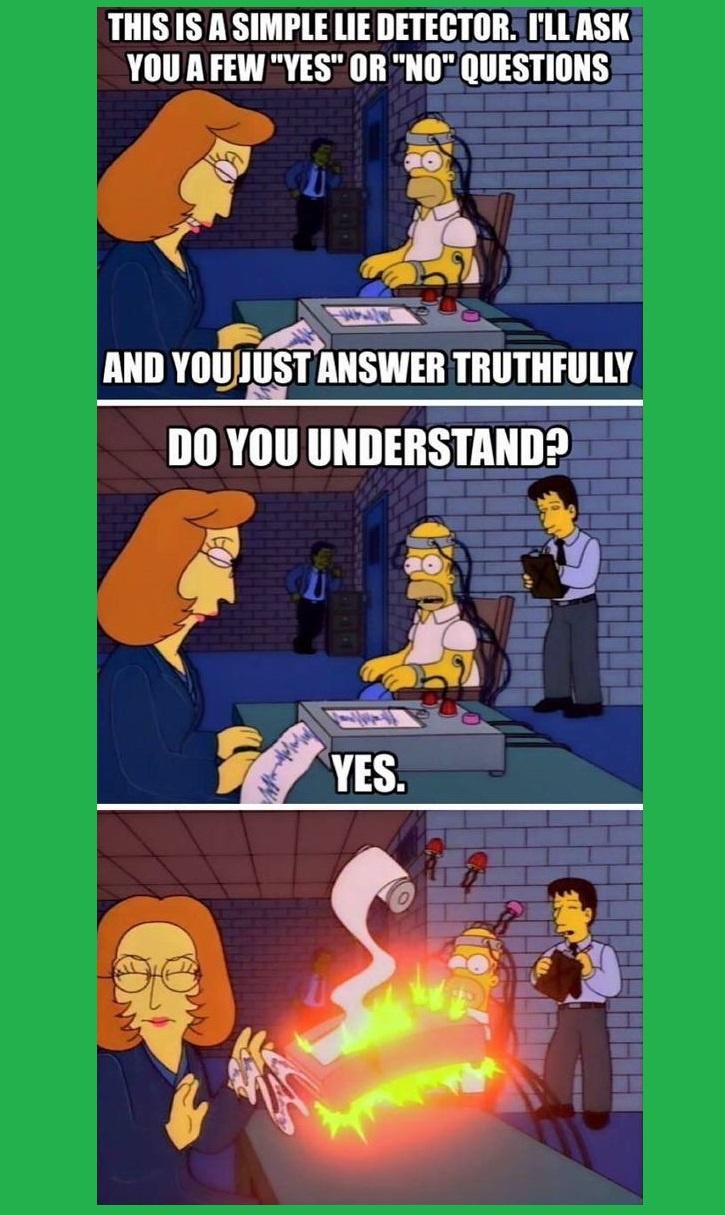 THIS IS A SIMPLE LIE DETECTOR. I'LL ASK
YOU A FEW "YES" OR "NO" QUESTIONS
AND YOU JUST ANSWER TRUTHFULLY
DO YOU UNDERSTAND?
YES.